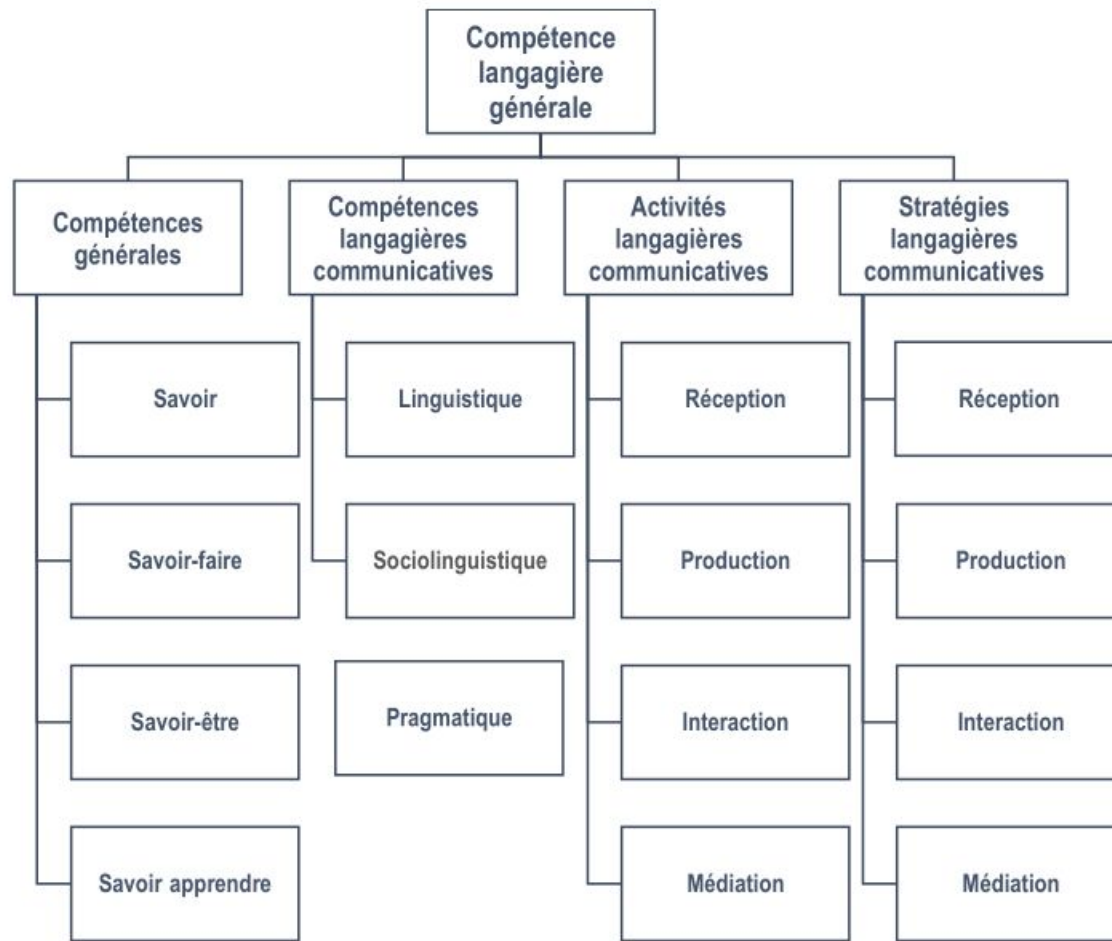 Compétence
langagière
générale
Compétences
générales
Compétences
langagières
communicatives
Activités
langagières
communicatives
Stratégies
langagières
communicatives
Savoir
Linguistique
Réception
Réception
Savoir-faire
Sociolinguistique
Production
Production
Savoir-être
Pragmatique
Interaction
Interaction
Savoir apprendre
Médiation
Médiation